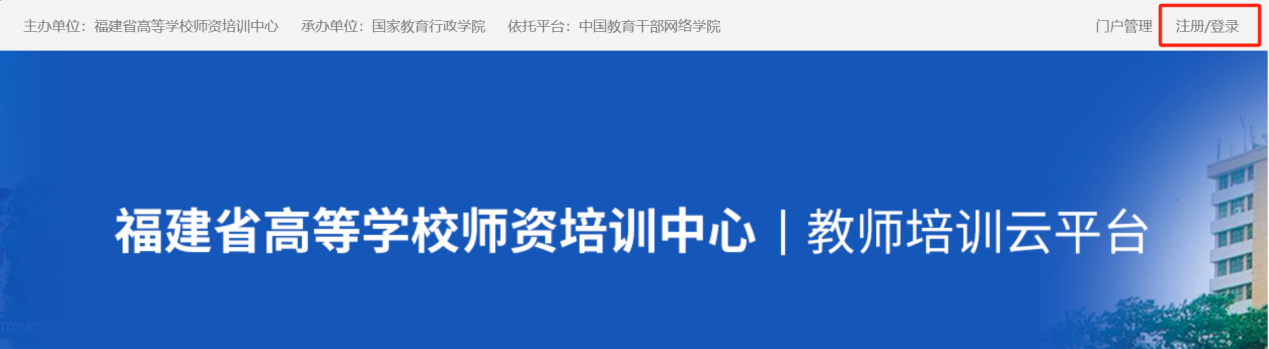 主办单位：福建省高等学校师资培训中心 承办单位：国家教育行政学院 依托平台：中国教育干部网络学院 门户管理 注册/登录
福建省高等学校师资培训中心｜教师培训云平台